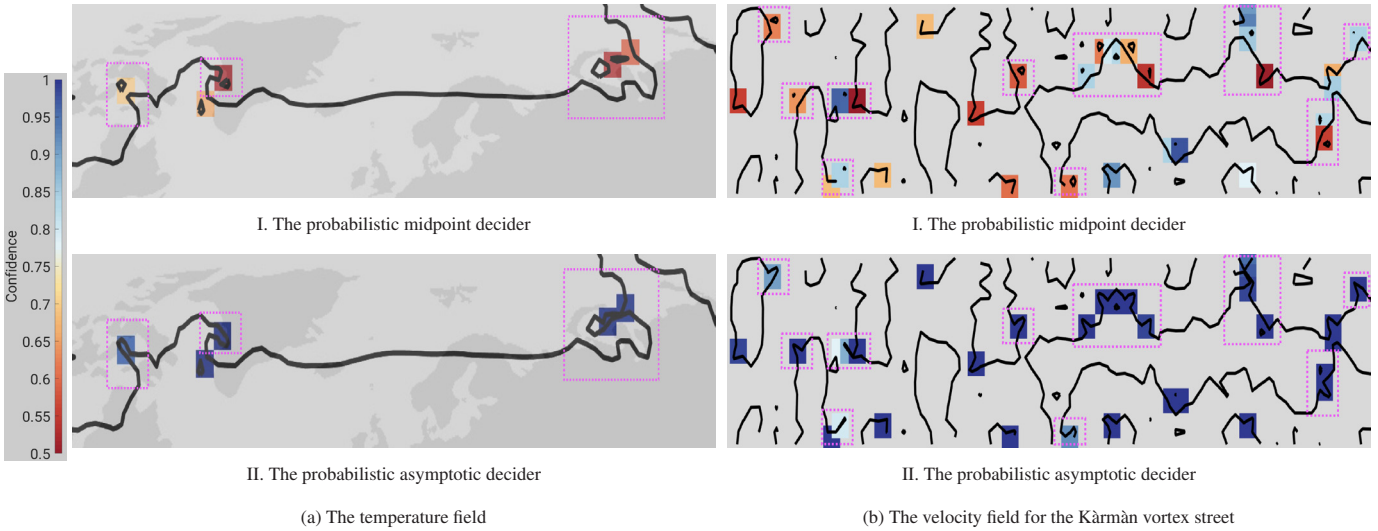 I. The probabilistic midpoint decider
I. The probabilistic midpoint decider
Confidence
1
0.95
0.9
0.85
0.8
0.75
0.7
0.65
0.6
0.55
0.5
II. The probabilistic asymptotic decider
II. The probabilistic asymptotic decider
(a) The temperature field
(b) The velocity field for the Kàrmàn vortex street